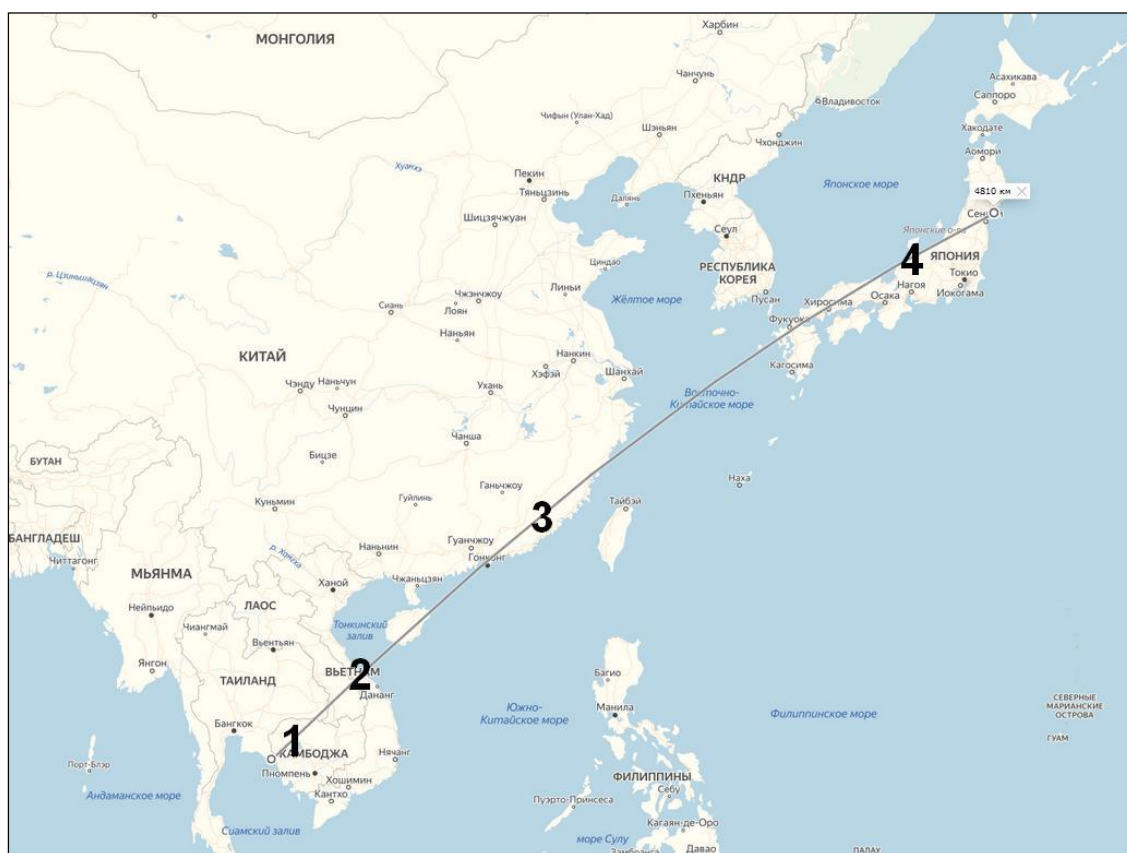 Харбин
МОНГОЛИЯ
Чанчунь
Асахикава
Саппоро
Владивосток
Чифын (Улан-Хад)
Шэньян
Хакодате
Чхонджин
Аомори
Хуанхэ
Пекин
КНДР
Японское море
4810 км
Тяньцзинь
Далянь
Пхеньян
Шицзячжуан
Сеул
Японские о-ва
р. Цзиньшацзян
Циндао
РЕСПУБЛИКА
КОРЕЯ
4
ЯПОНИЯ
Токио
Нагоя
Иокогама
Осака
Чжэнчжоу
Линьи
Сиань
Лоян
Жёлтое море
Пусан
Хиросима
Фукуока
Наньян
КИТАЙ
Нанкин
Хэфэй
Шанхай
Кагосима
Чэнду
Наньчун
Ухань
Восточно-
Китайское море
Чунцин
Чанша
БУТАН
Бицзе
Наха
Ганьчжоу
Куньмин
Гуйлинь
Тайбэй
3
БАНГЛАДЕШ
Гуанчжоу
Наньнин
р. Хонгха
Гонконг
Читтагонг
МЬЯНМА
Ханой
Чжаньцзян
Нейпьидо
ЛАОС
Чиангмай
Тонкинский
залив
Вьентьян
Янгон
ВЬЕТНАМ
2
ТАИЛАНД
Дананг
Багио
Южно-
Китайское море
Манила
Филиппинское море
СЕВЕРНЫЕ
МАРИАНСКИЕ
ОСТРОВА
Бангкок
1
ГУАМ
КАМБОДЖА
Нячанг
Порт-Блэр
Пномпень
Хошимин
ФИЛИППИНЫ
Себу
Андаманское море
Кантхо
Пуэрто-Принсеса
Кагаян-де-Оро
Сиамский залив
море Сулу
Замбоанга
Давао
ПАЛАУ